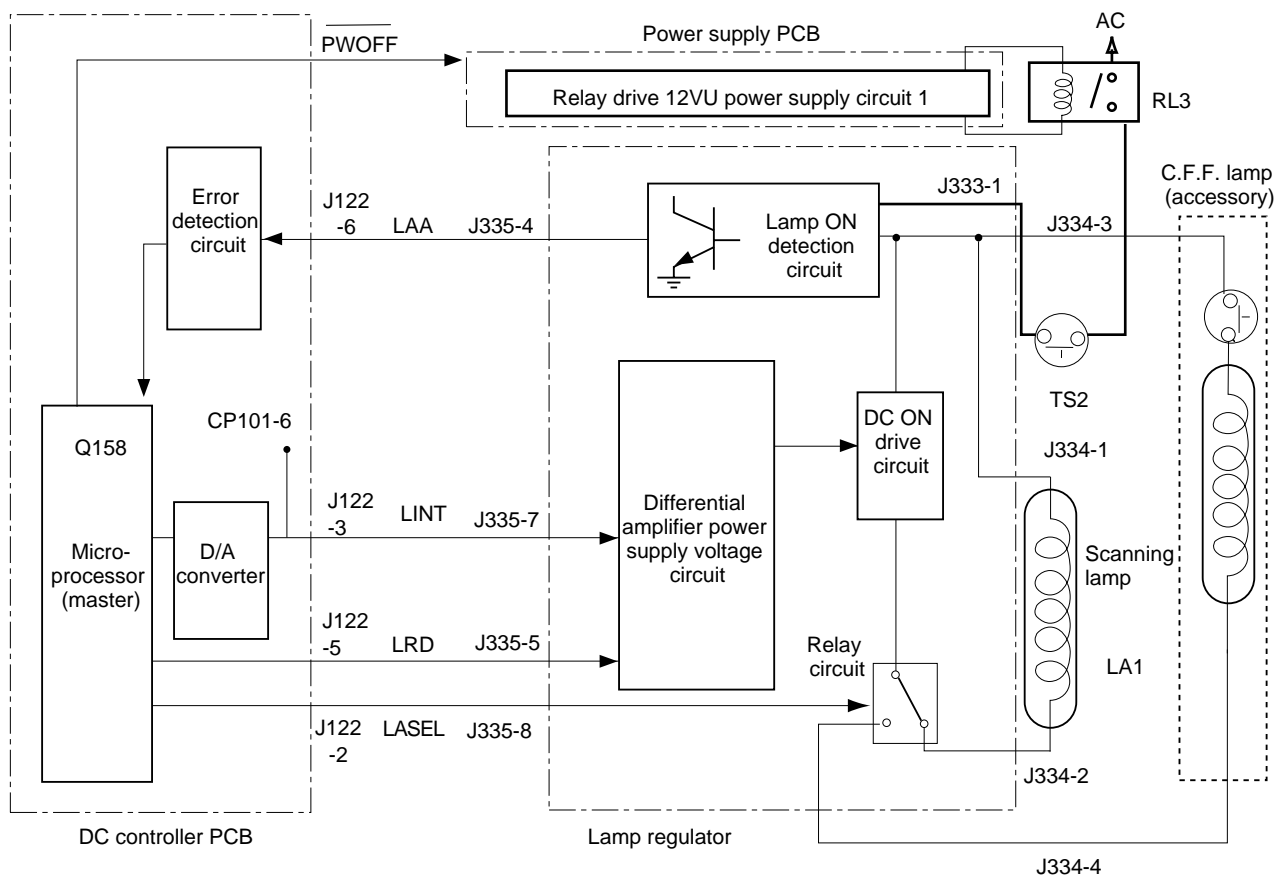 PWOFF
Power supply PCB
AC
Relay drive 12VU power supply circuit 1
RL3
Error
detection
circuit
J122
-6
LAA
J335-4
Lamp ON
detection
circuit
J333-1
J334-3
C.F.F. lamp
(accessory)
TS2
Q158
CP101-6
DC ON
drive
circuit
J334-1
Micro-
processor
(master)
D/A
converter
J122
-3
LINT
J335-7
Differential
amplifier power
supply voltage
circuit
Scanning
lamp
LA1
J122
-5
LRD
J335-5
Relay
circuit
J122
-2
LASEL
J335-8
J334-2
DC controller PCB
Lamp regulator
J334-4